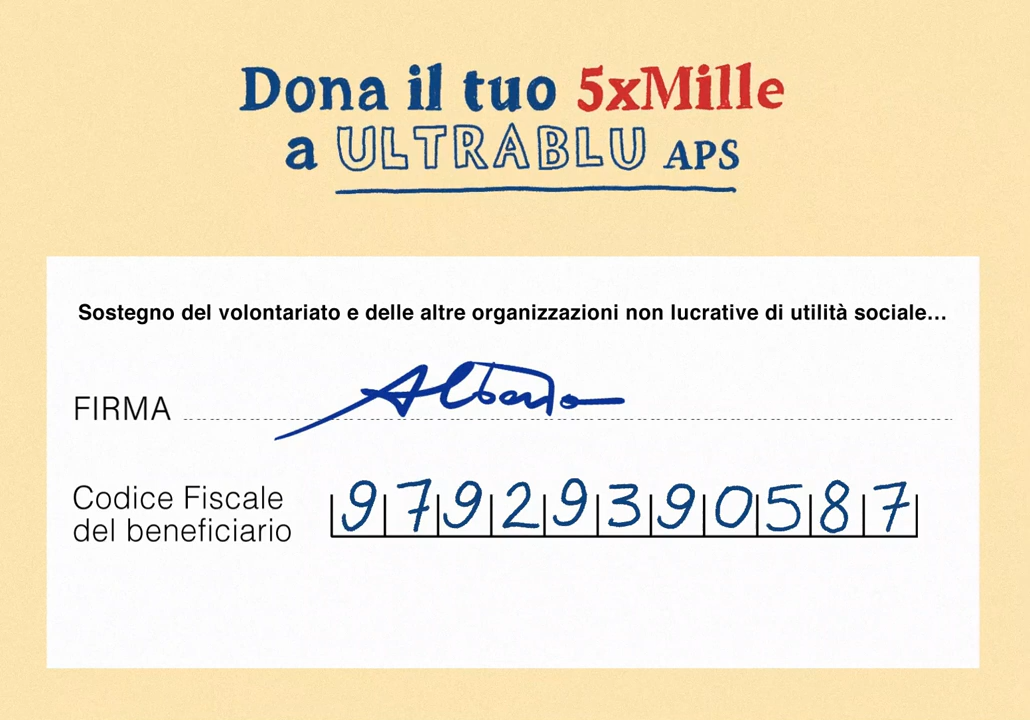 Dona il tuo 5xMille
a ULTRABLU APS
Sostegno del volontariato e delle altre organizzazioni non lucrative di utilità sociale...
FIRMA Alberto
Codice Fiscale
del beneficiario 97929390587